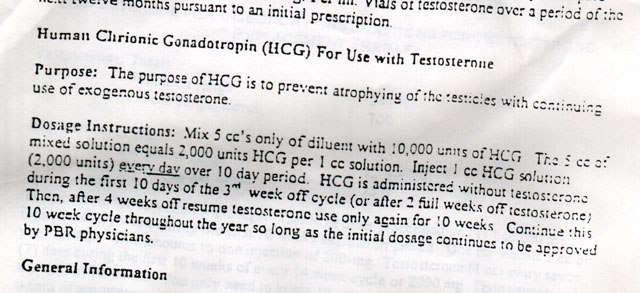 next twelve months pursuant to an initial prescription. Vials of testosterone over a period of the
Human Chrionic Gonadotropin (HCG) For Use with Testosterone
Purpose: The purpose of HCG is to prevent atrophying of the testicles with continuing
use of exogenous testosterone.
Dosage Instructions: Mix 5 cc's only of diluent with 10,000 units of HCG The 5 cc of
mixed solution equals 2,000 units HCG per 1 cc solution. Inject 1 cc HCG solution
(2,000 units) every day over 10 day period. HCG is administered without testosterone
during the first 10 days of the 3rd week off cycle (or after 2 full weeks off testosterone)
Then, after 4 weeks off resume testosterone use only again for 10 weeks Continue this
10 week cycle throughout the year so long as the initial dosage continues to be approved
by PBR physicians.
General Information